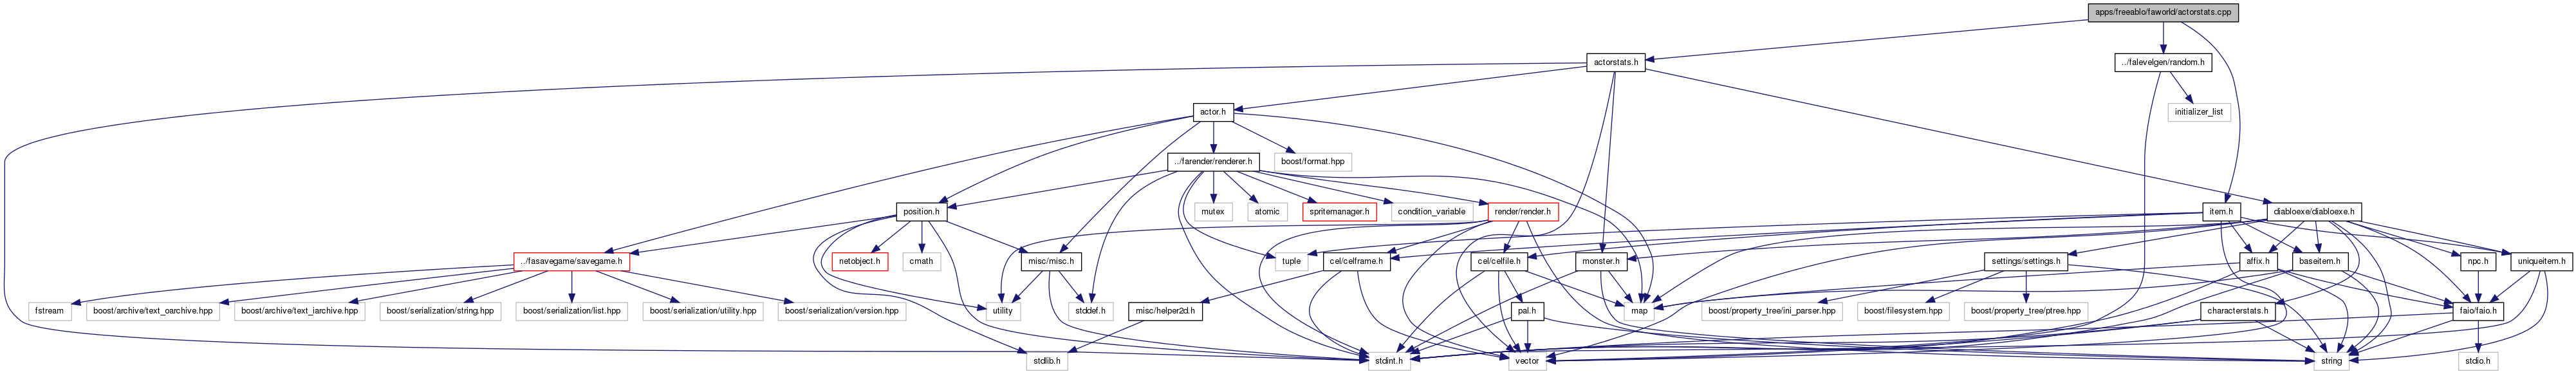 apps/freeablo/faworld/actorstats.cpp
actorstats.h
../falevelgen/random.h
actor.h
initializer_list
../farender/renderer.h
boost/format.hpp
position.h
mutex
atomic
spritemanager.h
condition_variable
render/render.h
item.h
diabloexe/diabloexe.h
../fasavegame/savegame.h
netobject.h
cmath
misc/misc.h
tuple
cel/celframe.h
cel/celfile.h
monster.h
settings/settings.h
affix.h
baseitem.h
npc.h
uniqueitem.h
fstream
boost/archive/text_oarchive.hpp
boost/archive/text_iarchive.hpp
boost/serialization/string.hpp
boost/serialization/list.hpp
boost/serialization/utility.hpp
boost/serialization/version.hpp
utility
stddef.h
misc/helper2d.h
pal.h
map
boost/property_tree/ini_parser.hpp
boost/filesystem.hpp
boost/property_tree/ptree.hpp
characterstats.h
faio/faio.h
stdlib.h
stdint.h
vector
string
stdio.h